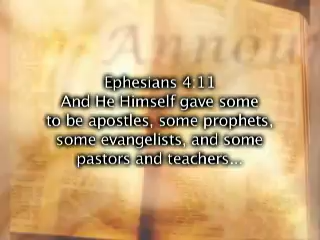 Ephesians 4:11
And He Himself gave some
to be apostles, some prophets,
some evangelists, and some
pastors and teachers...